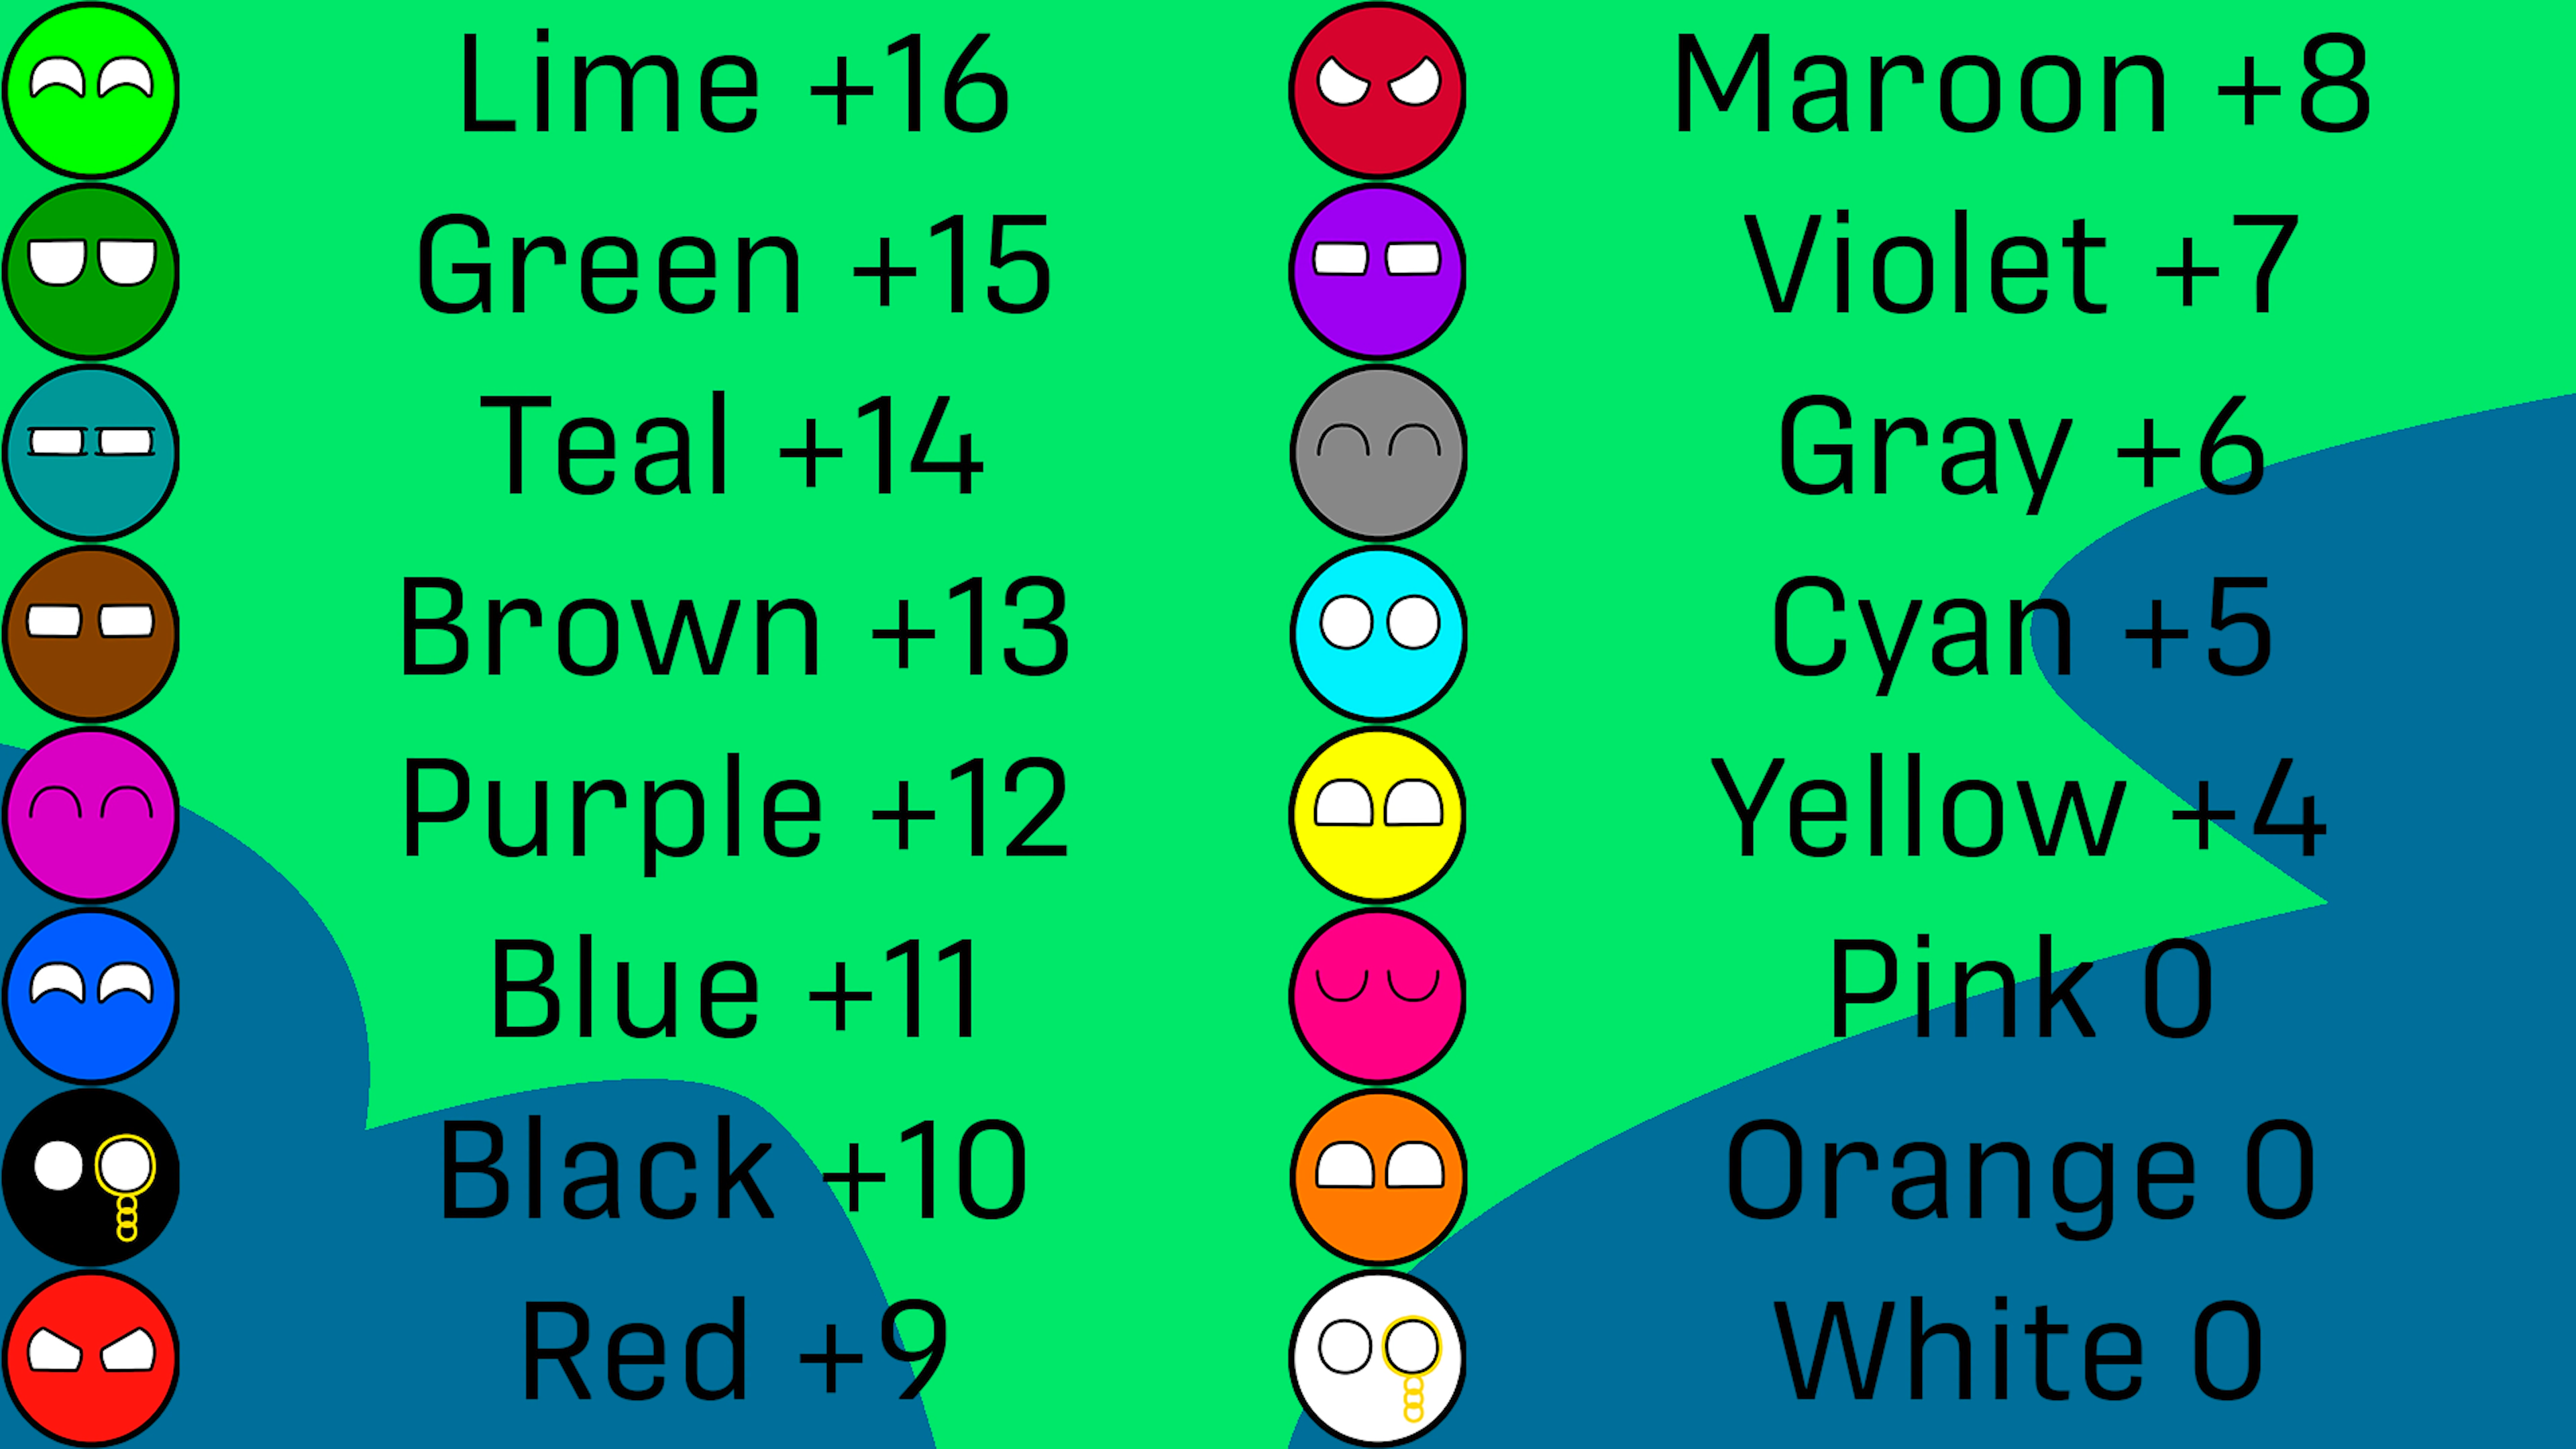 Lime +16
Green +15
Teal +14
Brown +13
Purple +12
Blue +11
Black +10
Red +9
Maroon +8
Violet +7
Gray +6
Cyan +5
Yellow +4
Pink 0
Orange 0
White 0